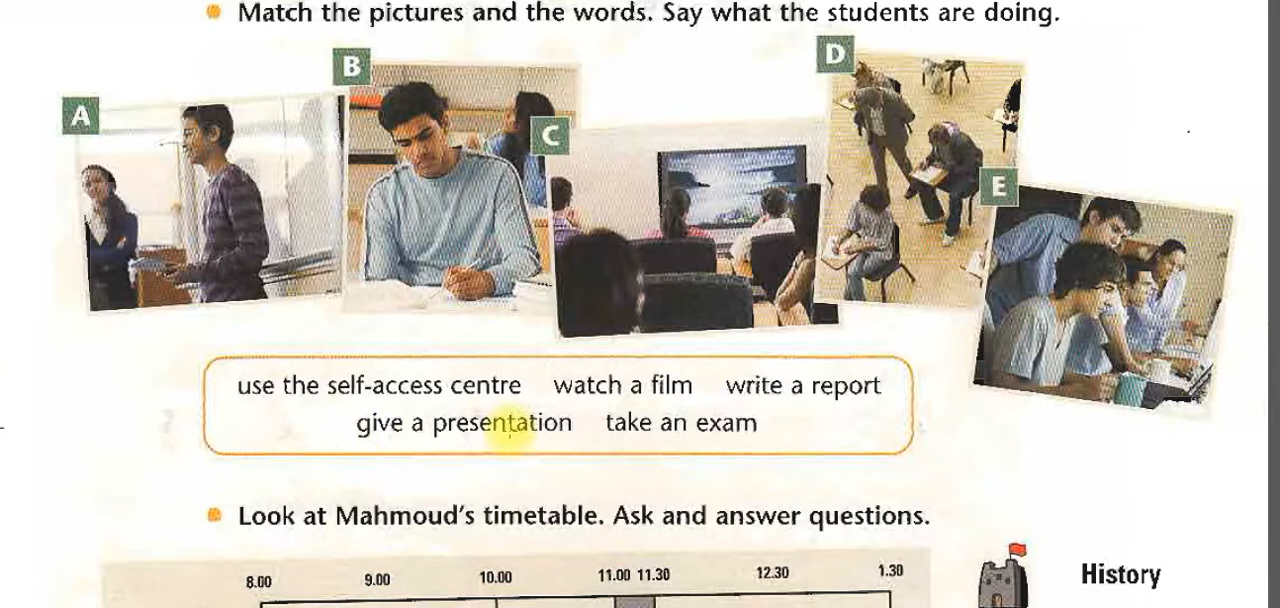 Match the pictures and the words. Say what the students are doing.
A
B
C
D
E
use the self-access centre watch a film write a report
give a presentation take an exam
Look at Mahmoud's timetable. Ask and answer questions.
8.00 9.00 10.00 11.00 11.30 12.30 1.30
History